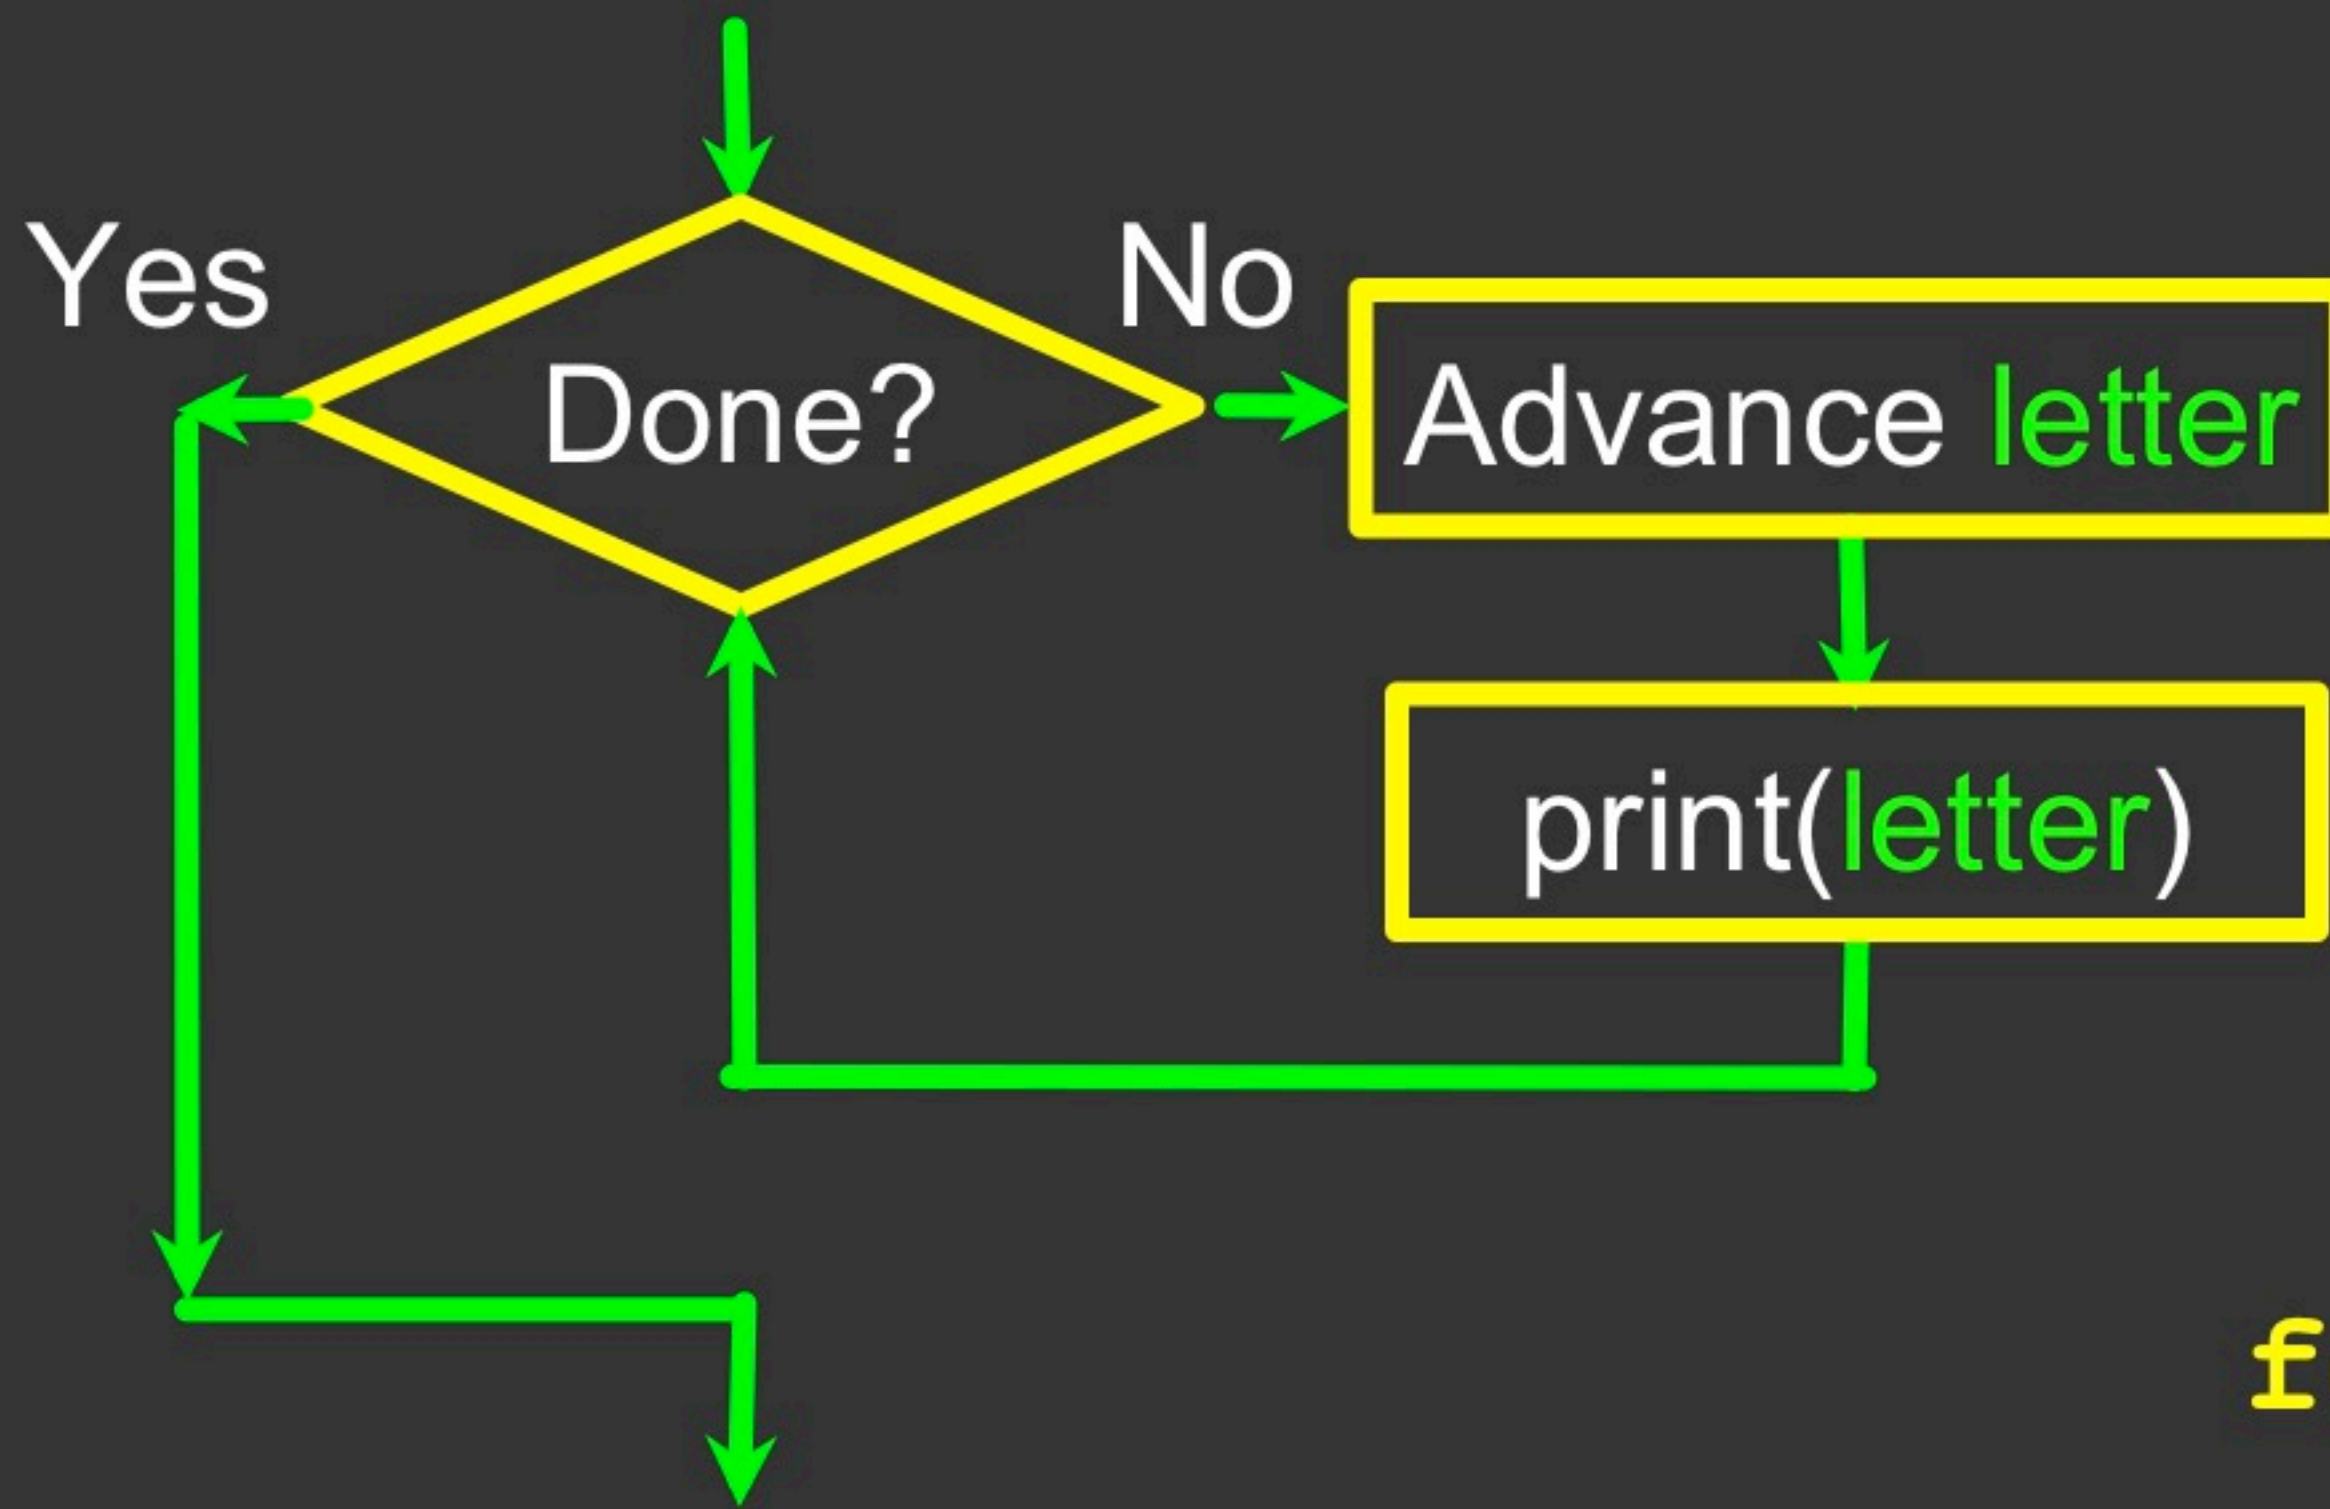 Yes
No
Done?
Advance letter
print(letter)
f